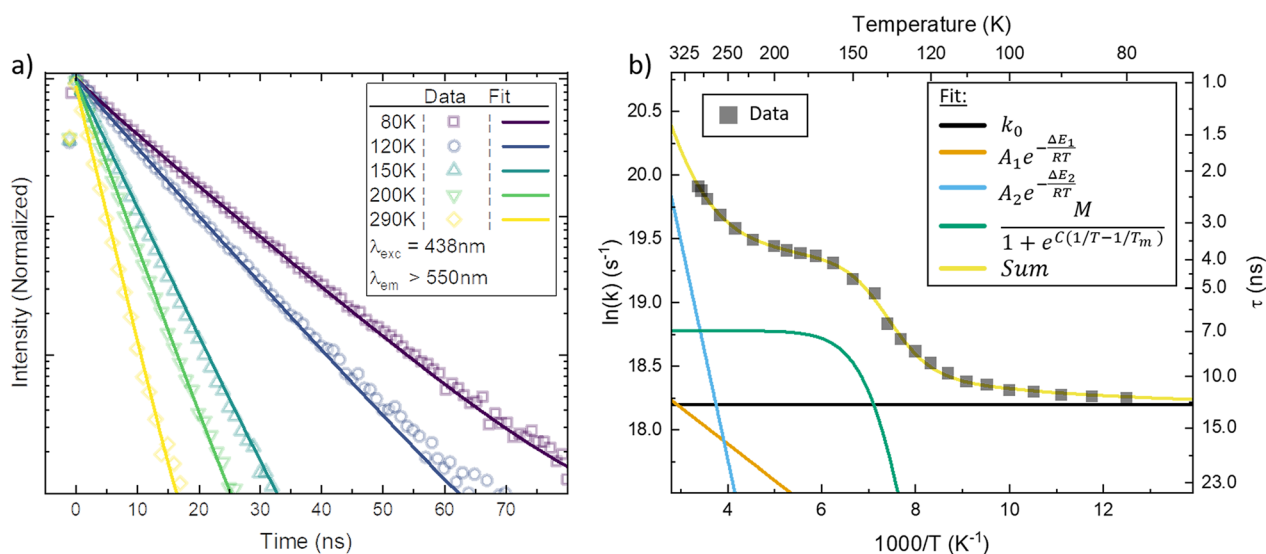 a)
Intensity (Normalized)
Data Fit
80K
120K
150K
200K
290K
λexc = 438nm
λem > 550nm
0 10 20 30 40 50 60 70
Time (ns)
b)
Temperature (K)
325 250 200 150 120 100 80
ln(k) (s⁻¹)
20.5
20.0
19.5
19.0
18.5
18.0
Data
Fit:
k₀
A₁e^-ΔE₁/RT
A₂e^-ΔE₂/RT
M
1 + e^C(1/T−1/Tₘ)
Sum
1.0
1.5
2.0
3.0
4.0
5.0
7.0
10.0
15.0
23.0
τ (ns)
4 6 8 10 12
1000/T (K⁻¹)